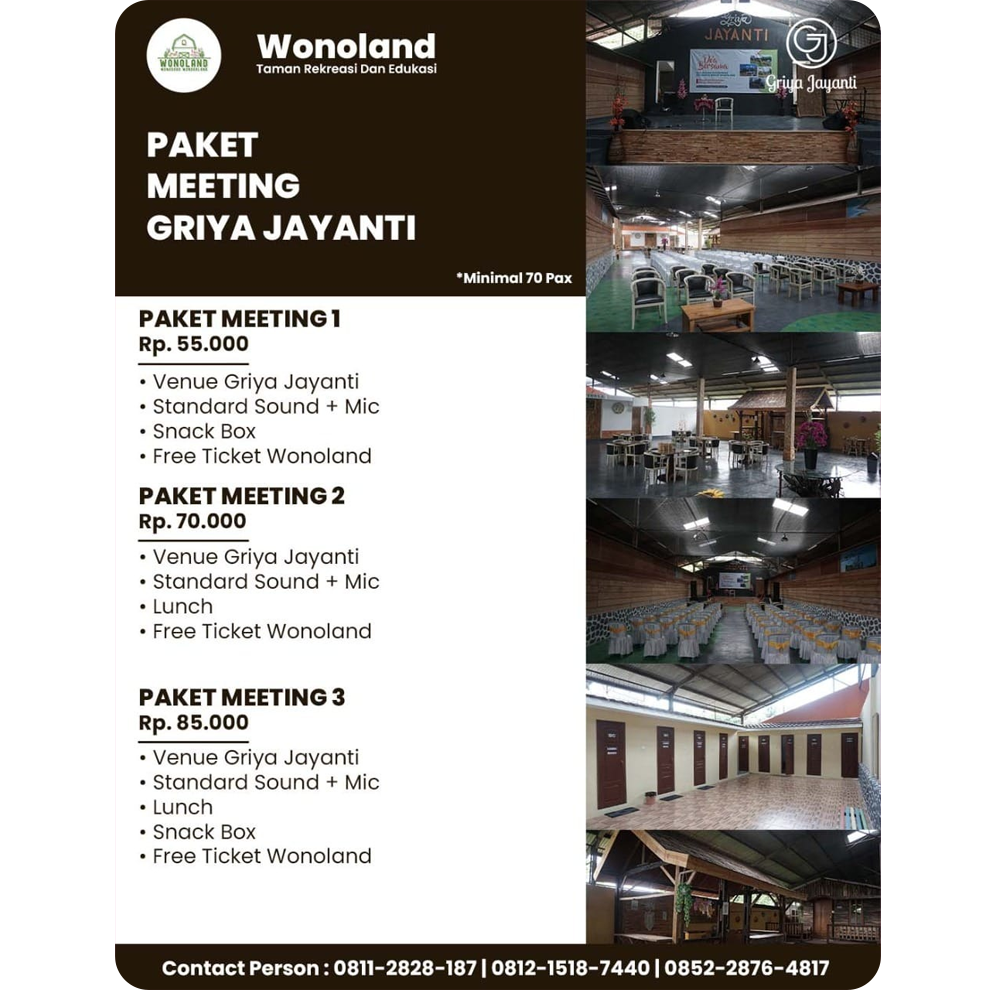 WONOLAND
Wonoland
Taman Rekreasi Dan Edukasi
PAKET
MEETING
GRIYA JAYANTI
*Minimal 70 Pax
PAKET MEETING 1
Rp. 55.000
• Venue Griya Jayanti
• Standard Sound + Mic
• Snack Box
• Free Ticket Wonoland
PAKET MEETING 2
Rp. 70.000
• Venue Griya Jayanti
• Standard Sound + Mic
• Lunch
• Free Ticket Wonoland
PAKET MEETING 3
Rp. 85.000
• Venue Griya Jayanti
• Standard Sound + Mic
• Lunch
• Snack Box
• Free Ticket Wonoland
Griya
JAYANTI
Griya Jayanti
Contact Person : 0811-2828-187 | 0812-1518-7440 | 0852-2876-4817